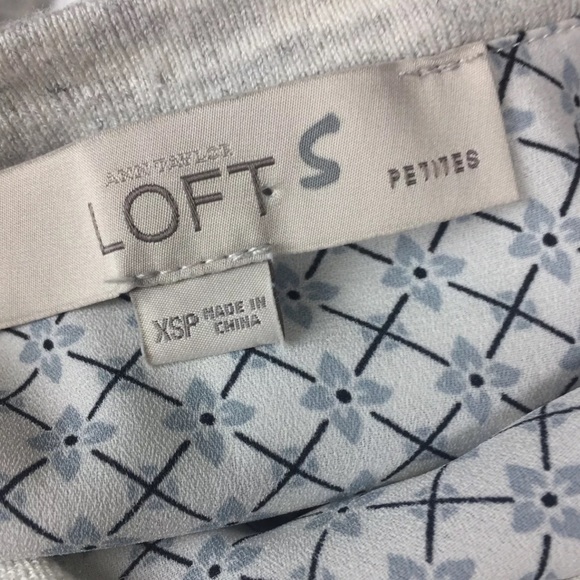 ANN TAYLOR
LOFT
S
PETITES
XSP
MADE IN
CHINA